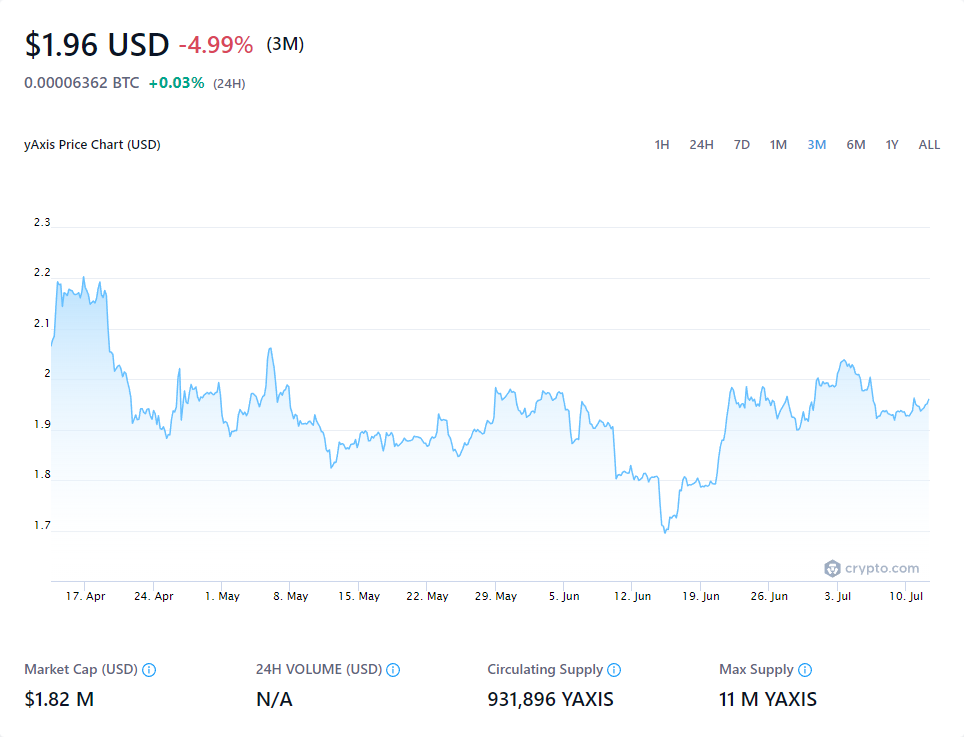 $1.96 USD -4.99% (3M)
0.00006362 BTC +0.03% (24H)
yAxis Price Chart (USD) 1H 24H 7D 1M 3M 6M 1Y ALL
2.3
2.2
2.1
2
1.9
1.8
1.7
crypto.com
17. Apr 24. Apr 1. May 8. May 15. May 22. May 29. May 5. Jun 12. Jun 19. Jun 26. Jun 3. Jul 10. Jul
Market Cap (USD) 24H VOLUME (USD) Circulating Supply Max Supply
$1.82 M N/A 931,896 YAXIS 11 M YAXIS